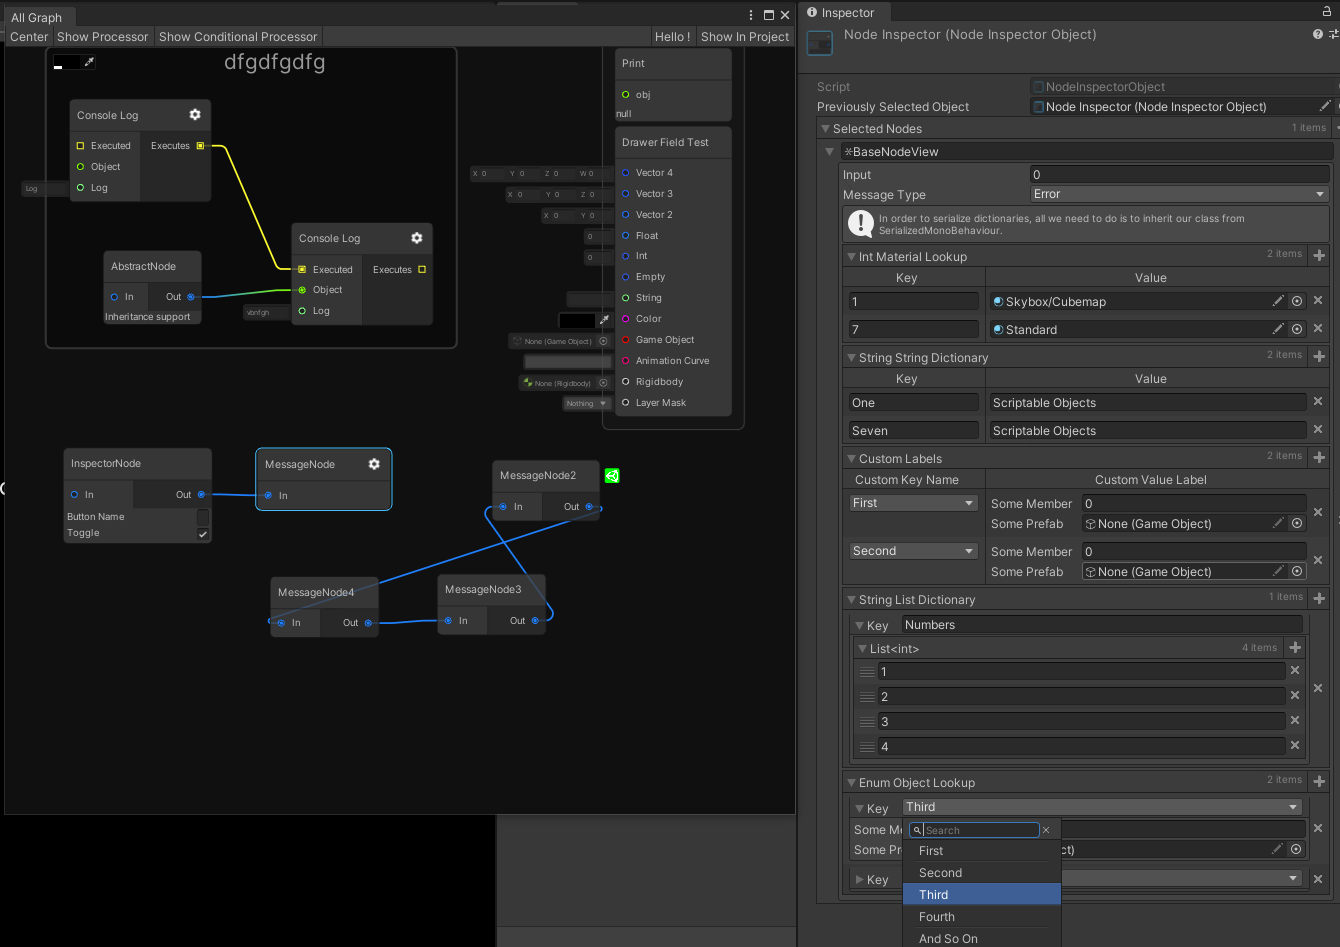 All Graph
Center Show Processor Show Conditional Processor Hello ! Show In Project
dfgdfgdfg
Console Log
Executed Executes
Object
Log
Log
Console Log
Executed Executes
Object
vbnfgh Log
AbstractNode
In Out
Inheritance support
Print
obj
null
Drawer Field Test
X 0 Y 0 Z 0 W 0 Vector 4
X 0 Y 0 Z 0 Vector 3
X 0 Y 0 Vector 2
0 Float
0 Int
Empty
String
Color
None (Game Object) Game Object
Animation Curve
None (Rigidbody) Rigidbody
Nothing Layer Mask
InspectorNode
In Out
Button Name
Toggle
MessageNode
In
MessageNode2
In Out
MessageNode4
In Out
MessageNode3
In Out
Inspector
Node Inspector (Node Inspector Object)
Script NodeInspectorObject
Previously Selected Object Node Inspector (Node Inspector Object)
Selected Nodes 1 items
BaseNodeView
Input 0
Message Type Error
In order to serialize dictionaries, all we need to do is to inherit our class from
SerializedMonoBehaviour.
Int Material Lookup 2 items
Key Value
1 Skybox/Cubemap
7 Standard
String String Dictionary 2 items
Key Value
One Scriptable Objects
Seven Scriptable Objects
Custom Labels 2 items
Custom Key Name Custom Value Label
First Some Member 0
Some Prefab None (Game Object)
Second Some Member 0
Some Prefab None (Game Object)
String List Dictionary 1 items
Key Numbers
List<int> 4 items
1
2
3
4
Enum Object Lookup 2 items
Key Third
Some Me
Some Pr ct)
Key
Search
First
Second
Third
Fourth
And So On